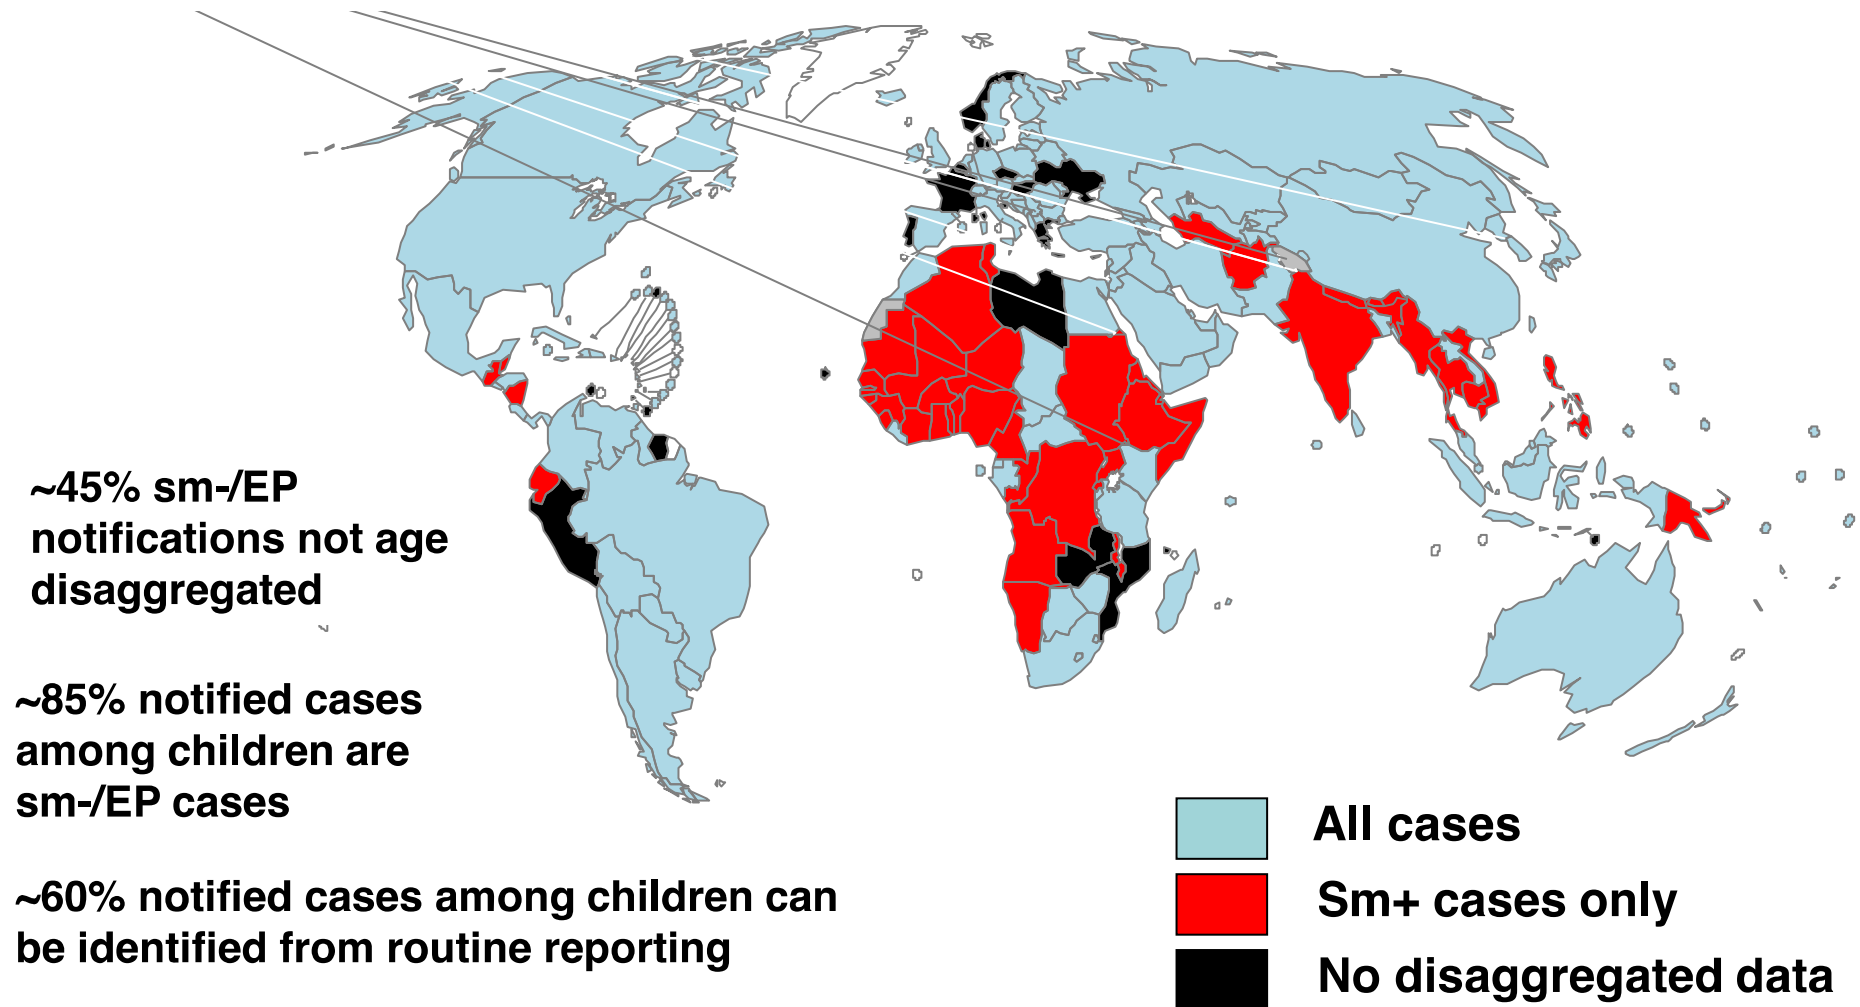 ~45% sm-/EP
notifications not age
disaggregated
~85% notified cases
among children are
sm-/EP cases
~60% notified cases among children can
be identified from routine reporting
All cases
Sm+ cases only
No disaggregated data